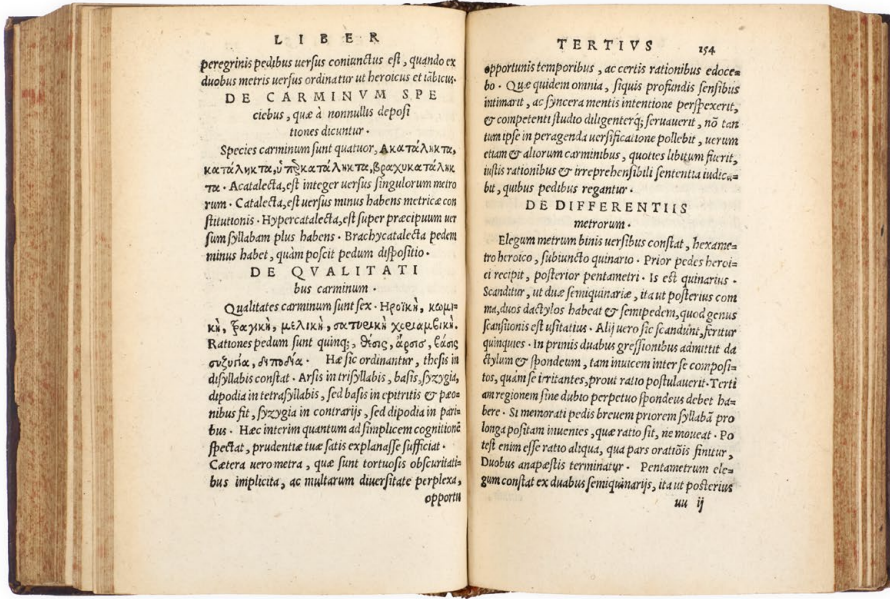 LIBER
peregrinis pedibus uersus coniunctus est, quando ex
duobus metris uersus ordinatur ut heroicus et iābicus.
DE CARMINVM SPE
ciebus, quæ à nonnullis deposi
tiones dicuntur.
Species carminum sunt quatuor, Ακατάληκτα,
κατάληκτα, ὑπὲρκατάληκτα, βραχυκατάληκ
τα. Acatalecta, est integer uersus singulorum metro
rum. Catalecta, est uersus minus habens metricæ con
stitutionis. Hypercatalecta, est super præcipuum uer
sum syllabam plus habens. Brachycatalecta pedem
minus habet, quàm poscit pedum dispositio.
DE QVALITATI
bus carminum.
Qualitates carminum sunt sex. Ηροϊκὴ, κωμι
κὴ, τραγικὴ, μελικὴ, σατυρικὴ χοριαμβικὴ.
Rationes pedum sunt quinq;, θέσις, ἄρσισ, βάσις
συζυγία, διποδία. Hæ sic ordinantur, thesis in
disyllabis constat. Arsis in trisyllabis, basis, syzygia,
dipodia in tetrasyllabis, sed basis in epitritis & pæo=
nibus fit, syzygia in contrarijs, sed dipodia in pari=
bus. Hæc interim quantum ad simplicem cognitionē
spectat, prudentiæ tuæ satis explanasse sufficiat.
Cætera uero metra, quæ sunt tortuosis obscuritati=
bus implicita, ac multarum diuersitate perplexa,
opportu
TERTIVS 154
opportunis temporibus, ac certis rationibus edoce=
bo. Quæ quidem omnia, siquis profundis sensibus
intimarit, ac syncera mentis intentione perspexerit,
& competenti studio diligenterq; seruauerit, nō tan
tum ipse in peragenda uersificatione pollebit, uerum
etiam & aliorum carminibus, quoties libitum fuerit,
iustis rationibus & irreprehensibili sententia iudica=
bit, quibus pedibus regantur.
DE DIFFERENTIIS
metrorum.
Elegum metrum binis uersibus constat, hexame=
tro heroico, subiuncto quinario. Prior pedes heroi=
ci recipit, posterior pentametri. Is est quinarius.
Scanditur, ut duæ semiquinariæ, ita ut posterius com
ma, duos dactylos habeat & semipedem, quod genus
scansionis est usitatius. Alij uero sic scandunt, feritur
quinquies. In primis duabus gressionibus admittit da
ctylum & spondeum, tam inuicem inter se composi=
tos, quàm se irritantes, prout ratio postulauerit. Terti
am regionem sine dubio perpetuo spondeus debet ha=
bere. Si memorati pedis breuem priorem syllabā pro
longa positam inuenies, quæ ratio sit, ne moueat. Po
test enim esse ratio aliqua, qua pars oratiōis finitur,
Duobus anapæstis terminatur. Pentametrum ele=
gum constat ex duabus semiquinarijs, ita ut posterius
uu ij